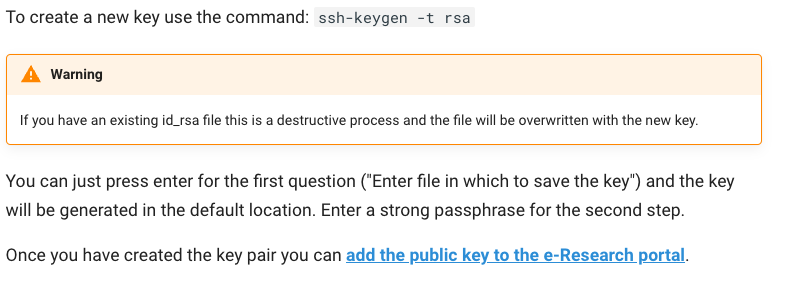 To create a new key use the command: ssh-keygen -t rsa
Warning
If you have an existing id_rsa file this is a destructive process and the file will be overwritten with the new key.
You can just press enter for the first question ("Enter file in which to save the key") and the key
will be generated in the default location. Enter a strong passphrase for the second step.
Once you have created the key pair you can add the public key to the e-Research portal.